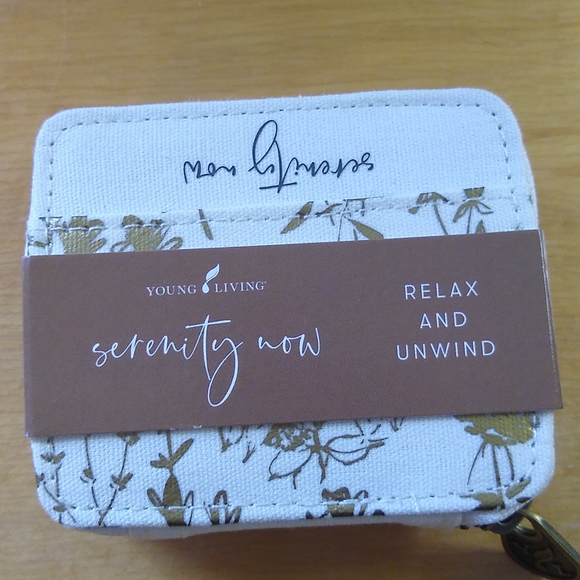 serenity now
YOUNG LIVING
serenity now
RELAX
AND
UNWIND